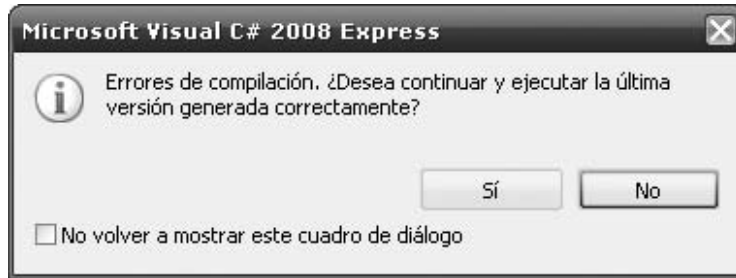 Microsoft Visual C# 2008 Express
Errores de compilación. ¿Desea continuar y ejecutar la última
versión generada correctamente?
Sí No
No volver a mostrar este cuadro de diálogo